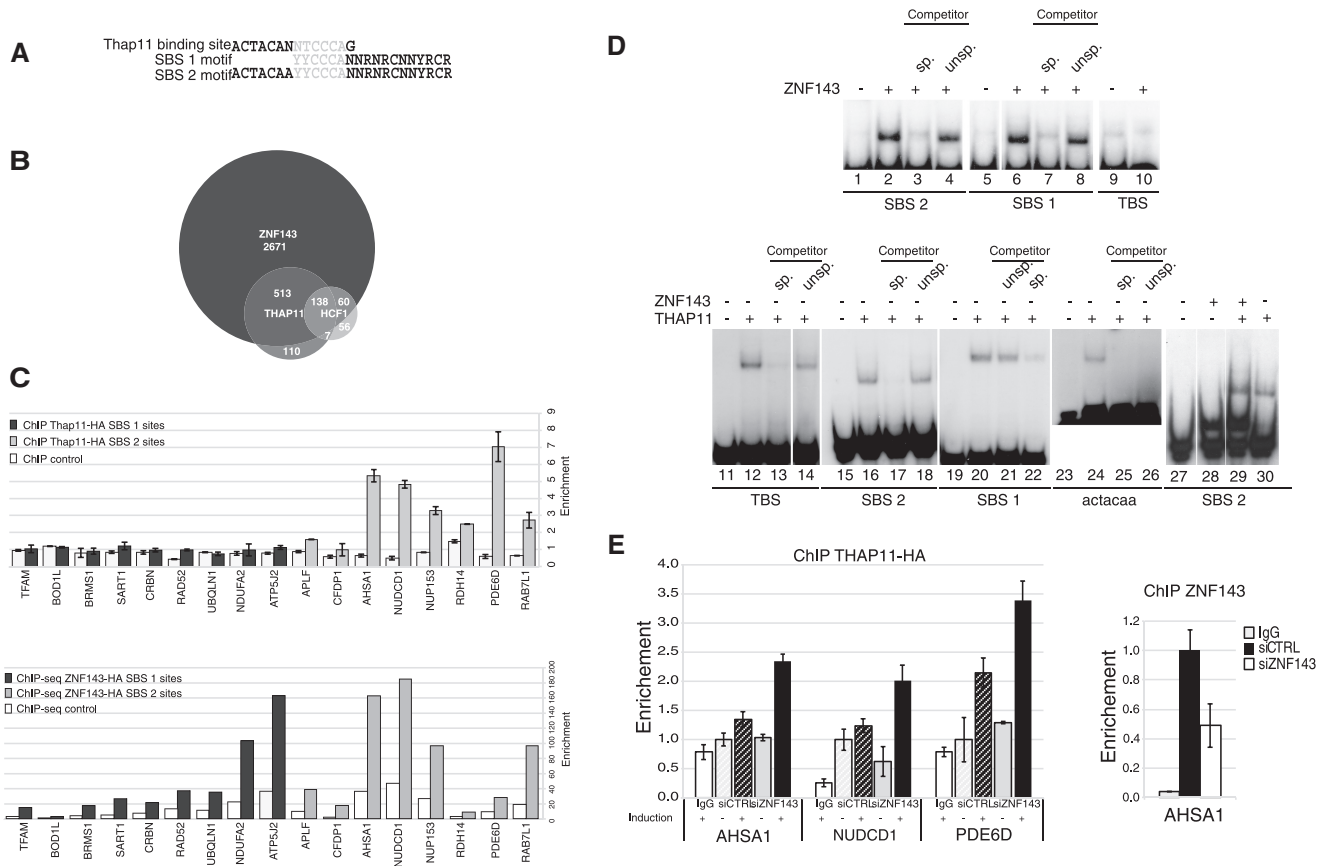 A
Thap11 binding site ACTACANNTCCCAG
SBS 1 motif YYCCCANNRNRCNNYRCR
SBS 2 motif ACTACAAYYCCCANNRNRCNNYRCR
B
ZNF143
2671
513
138 60
THAP11 HCF1
56
7
110
C
ChIP Thap11-HA SBS 1 sites
ChIP Thap11-HA SBS 2 sites
ChIP control
9
8
7
6
5
4
3
2
1
0
Enrichment
TFAM BOD1L BRMS1 SART1 CRBN RAD52 UBQLN1 NDUFA2 ATP5J2 APLF CFDP1 AHSA1 NUDCD1 NUP153 RDH14 PDE6D RAB7L1
ChIP-seq ZNF143-HA SBS 1 sites
ChIP-seq ZNF143-HA SBS 2 sites
ChIP-seq control
200
180
160
140
120
100
80
60
40
20
0
Enrichment
TFAM BOD1L BRMS1 SART1 CRBN RAD52 UBQLN1 NDUFA2 ATP5J2 APLF CFDP1 AHSA1 NUDCD1 NUP153 RDH14 PDE6D RAB7L1
D
Competitor Competitor
sp. unsp. sp. unsp.
ZNF143 - + + + - + + + - +
1 2 3 4 5 6 7 8 9 10
SBS 2 SBS 1 TBS
Competitor Competitor Competitor Competitor
sp. unsp. sp. unsp. unsp. sp. sp. unsp.
ZNF143 - + + -
THAP11 - + + + - + + + - + + + - + + + - - + +
11 12 13 14 15 16 17 18 19 20 21 22 23 24 25 26 27 28 29 30
TBS SBS 2 SBS 1 actacaa SBS 2
E
ChIP THAP11-HA
4.0
3.5
3.0
2.5
2.0
1.5
1.0
0.5
0.0
Enrichement
IgG siCTRL siZNF143 IgG siCTRL siZNF143 IgG siCTRL siZNF143
Induction + - + - + + - + - + + - + - +
AHSA1 NUDCD1 PDE6D
ChIP ZNF143
1.2
1.0
0.8
0.6
0.4
0.2
0.0
Enrichement
IgG
siCTRL
siZNF143
AHSA1